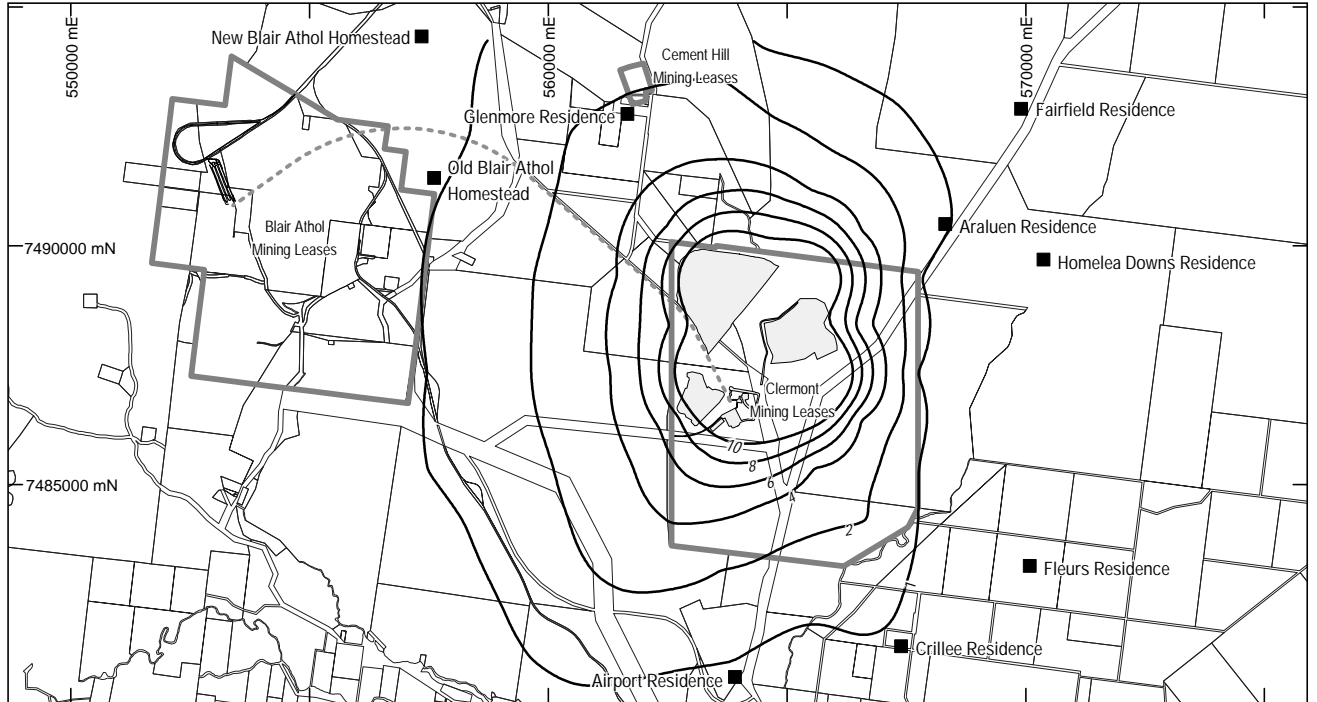 550000 mE
560000 mE
570000 mE
New Blair Athol Homestead
Cement Hill
Mining Leases
Glenmore Residence
Fairfield Residence
Old Blair Athol
Homestead
Blair Athol
Mining Leases
Araluen Residence
7490000 mN
Homelea Downs Residence
Clermont
Mining Leases
10
8
6
4
2
7485000 mN
Fleurs Residence
Crillee Residence
Airport Residence